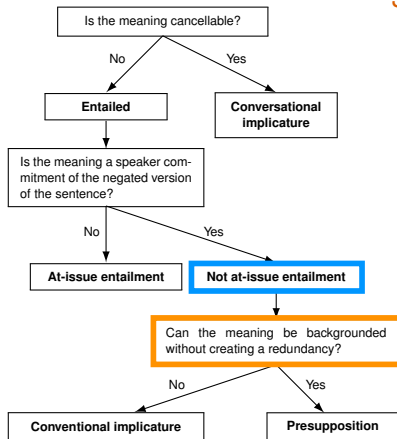 Is the meaning cancellable?
No
Yes
Entailed
Conversational
implicature
Is the meaning a speaker com-
mitment of the negated version
of the sentence?
No
Yes
At-issue entailment
Not at-issue entailment
Can the meaning be backgrounded
without creating a redundancy?
No
Yes
Conventional implicature
Presupposition